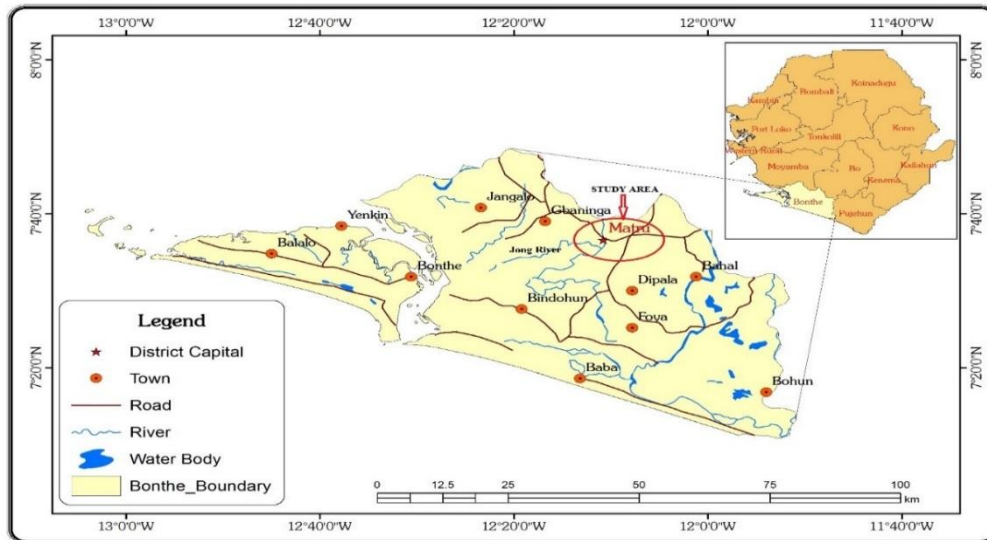 13°0'0"W 12°40'0"W 12°20'0"W 12°0'0"W 11°40'0"W
8°0'0"N
7°40'0"N
7°20'0"N
8°0'0"N
7°40'0"N
7°20'0"N
Koinadugu
Bombali
Kambia
Port Loko
Kono
Tonkolili
Western Rural
Moyamba
Bo
Kailahun
Kenema
Bonthe
Pujehun
STUDY AREA
Jangalo
Gbaninga
Matru
Yenkin
Jong River
Balalo
Bonthe
Dipala
Bahal
Bindohun
Foya
Baba
Bohun
Legend
District Capital
Town
Road
River
Water Body
Bonthe_Boundary
0 12.5 25 50 75 100
km
13°0'0"W 12°40'0"W 12°20'0"W 12°0'0"W 11°40'0"W